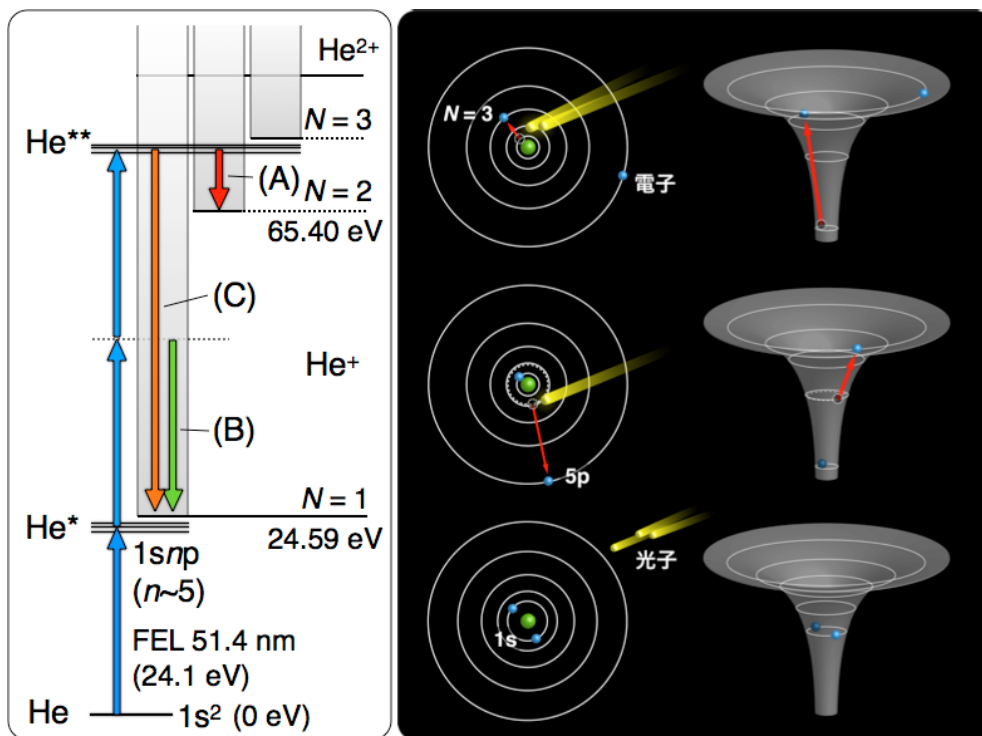 He²⁺
N = 3
He**
(A)
N = 2
65.40 eV
(C)
He⁺
(B)
N = 1
He*
24.59 eV
1snp
(n~5)
FEL 51.4 nm
(24.1 eV)
He
1s² (0 eV)
N = 3
電子
5p
光子
1s